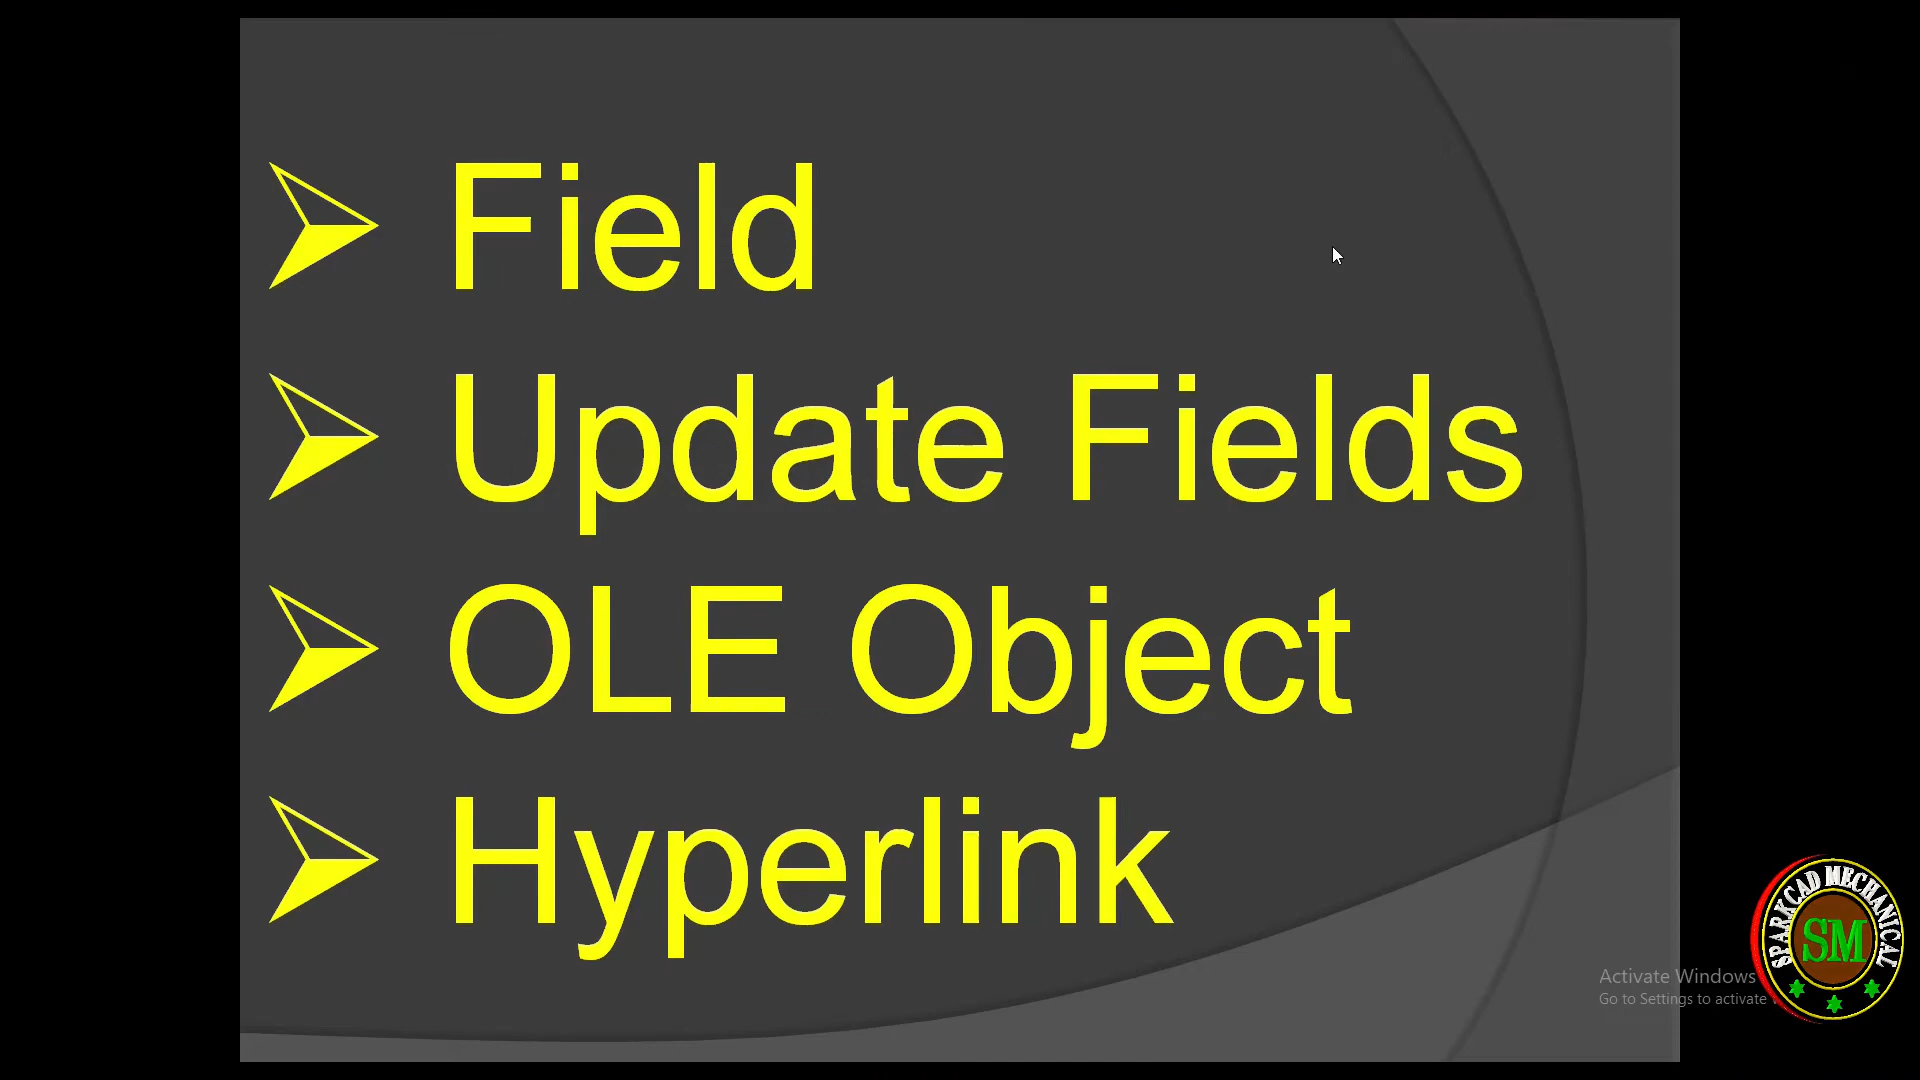 Field
Update Fields
OLE Object
Hyperlink
SPARKCAD MECHANICAL
SM
Activate Windows
Go to Settings to activate